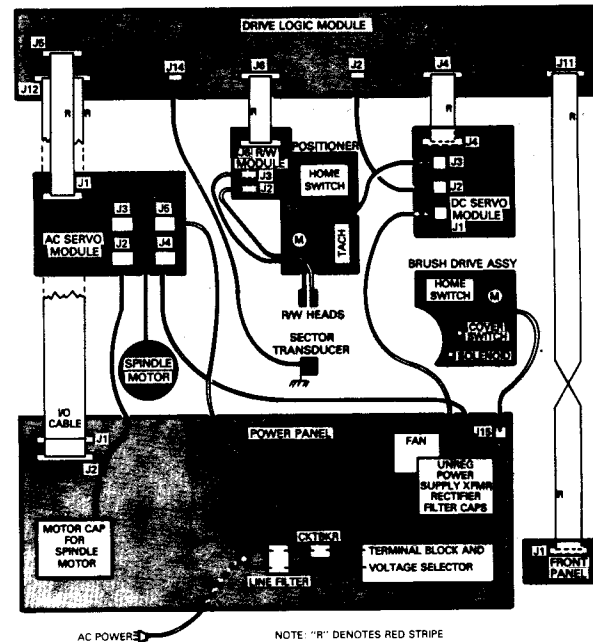 DRIVE LOGIC MODULE
J5
J12
J14
J6
J2
J4
J11
R
R
R
R
R
J1
J3
J5
J2
J4
AC SERVO
MODULE
R/W
MODULE
J3
J2
POSITIONER
HOME
SWITCH
M
TACH
R/W HEADS
J4
J3
J2
DC SERVO
MODULE
J1
BRUSH DRIVE ASSY
HOME
SWITCH
M
COVER
SWITCH
SOLENOID
SECTOR
TRANSDUCER
SPINDLE
MOTOR
I/O
CABLE
J1
J2
POWER PANEL
J15
FAN
UNREG
POWER
SUPPLY XFMR
RECTIFIER
FILTER CAPS
MOTOR CAP
FOR
SPINDLE
MOTOR
CKTBKR
LINE FILTER
TERMINAL BLOCK AND
VOLTAGE SELECTOR
R
J1
FRONT
PANEL
AC POWER
NOTE: "R" DENOTES RED STRIPE